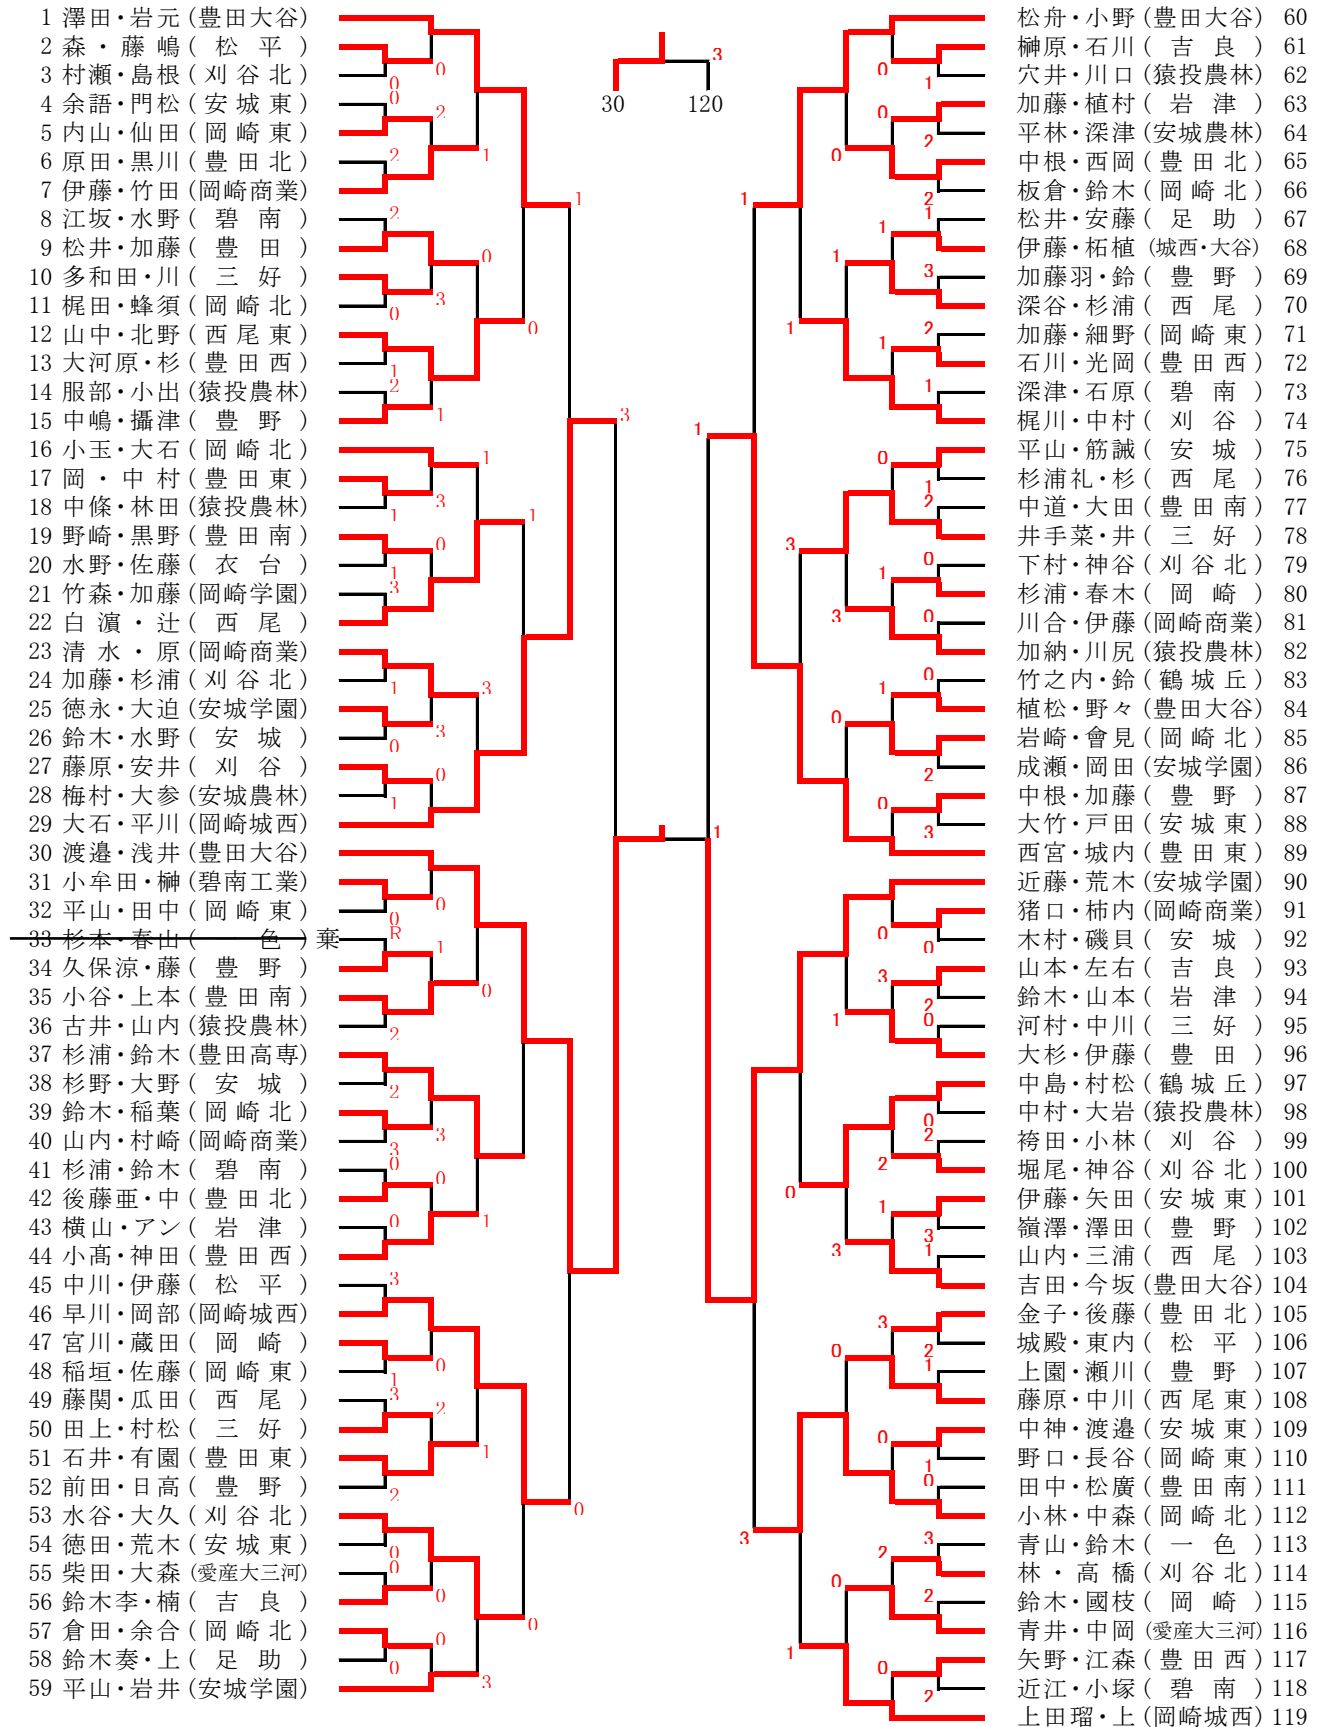 1 澤田・岩元(豊田大谷)
2 森・藤嶋(松平)
3 村瀬・島根(刈谷北)
4 余語・門松(安城東)
5 内山・仙田(岡崎東)
6 原田・黒川(豊田北)
7 伊藤・竹田(岡崎商業)
8 江坂・水野(碧南)
9 松井・加藤(豊田)
10 多和田・川(三好)
11 梶田・蜂須(岡崎北)
12 山中・北野(西尾東)
13 大河原・杉(豊田西)
14 服部・小出(猿投農林)
15 中嶋・攝津(豊野)
16 小玉・大石(岡崎北)
17 岡・中村(豊田東)
18 中條・林田(猿投農林)
19 野崎・黒野(豊田南)
20 水野・佐藤(衣台)
21 竹森・加藤(岡崎学園)
22 白濵・辻(西尾)
23 清水・原(岡崎商業)
24 加藤・杉浦(刈谷北)
25 徳永・大迫(安城学園)
26 鈴木・水野(安城)
27 藤原・安井(刈谷)
28 梅村・大参(安城農林)
29 大石・平川(岡崎城西)
30 渡邉・浅井(豊田大谷)
31 小牟田・榊(碧南工業)
32 平山・田中(岡崎東)
33 杉本・春山(一色)棄
34 久保涼・藤(豊野)
35 小谷・上本(豊田南)
36 古井・山内(猿投農林)
37 杉浦・鈴木(豊田高専)
38 杉野・大野(安城)
39 鈴木・稲葉(岡崎北)
40 山内・村崎(岡崎商業)
41 杉浦・鈴木(碧南)
42 後藤亜・中(豊田北)
43 横山・アン(岩津)
44 小髙・神田(豊田西)
45 中川・伊藤(松平)
46 早川・岡部(岡崎城西)
47 宮川・蔵田(岡崎)
48 稲垣・佐藤(岡崎東)
49 藤関・瓜田(西尾)
50 田上・村松(三好)
51 石井・有園(豊田東)
52 前田・日高(豊野)
53 水谷・大久(刈谷北)
54 徳田・荒木(安城東)
55 柴田・大森(愛産大三河)
56 鈴木李・楠(吉良)
57 倉田・余合(岡崎北)
58 鈴木奏・上(足助)
59 平山・岩井(安城学園)
3
30 120
松舟・小野(豊田大谷) 60
榊原・石川(吉良) 61
穴井・川口(猿投農林) 62
加藤・植村(岩津) 63
平林・深津(安城農林) 64
中根・西岡(豊田北) 65
板倉・鈴木(岡崎北) 66
松井・安藤(足助) 67
伊藤・柘植(城西・大谷) 68
加藤羽・鈴(豊野) 69
深谷・杉浦(西尾) 70
加藤・細野(岡崎東) 71
石川・光岡(豊田西) 72
深津・石原(碧南) 73
梶川・中村(刈谷) 74
平山・筋誡(安城) 75
杉浦礼・杉(西尾) 76
中道・大田(豊田南) 77
井手菜・井(三好) 78
下村・神谷(刈谷北) 79
杉浦・春木(岡崎) 80
川合・伊藤(岡崎商業) 81
加納・川尻(猿投農林) 82
竹之内・鈴(鶴城丘) 83
植松・野々(豊田大谷) 84
岩崎・會見(岡崎北) 85
成瀬・岡田(安城学園) 86
中根・加藤(豊野) 87
大竹・戸田(安城東) 88
西宮・城内(豊田東) 89
近藤・荒木(安城学園) 90
猪口・柿内(岡崎商業) 91
木村・磯貝(安城) 92
山本・左右(吉良) 93
鈴木・山本(岩津) 94
河村・中川(三好) 95
大杉・伊藤(豊田) 96
中島・村松(鶴城丘) 97
中村・大岩(猿投農林) 98
袴田・小林(刈谷) 99
堀尾・神谷(刈谷北) 100
伊藤・矢田(安城東) 101
嶺澤・澤田(豊野) 102
山内・三浦(西尾) 103
吉田・今坂(豊田大谷) 104
金子・後藤(豊田北) 105
城殿・東内(松平) 106
上園・瀬川(豊野) 107
藤原・中川(西尾東) 108
中神・渡邉(安城東) 109
野口・長谷(岡崎東) 110
田中・松廣(豊田南) 111
小林・中森(岡崎北) 112
青山・鈴木(一色) 113
林・高橋(刈谷北) 114
鈴木・國枝(岡崎) 115
青井・中岡(愛産大三河) 116
矢野・江森(豊田西) 117
近江・小塚(碧南) 118
上田瑠・上(岡崎城西) 119